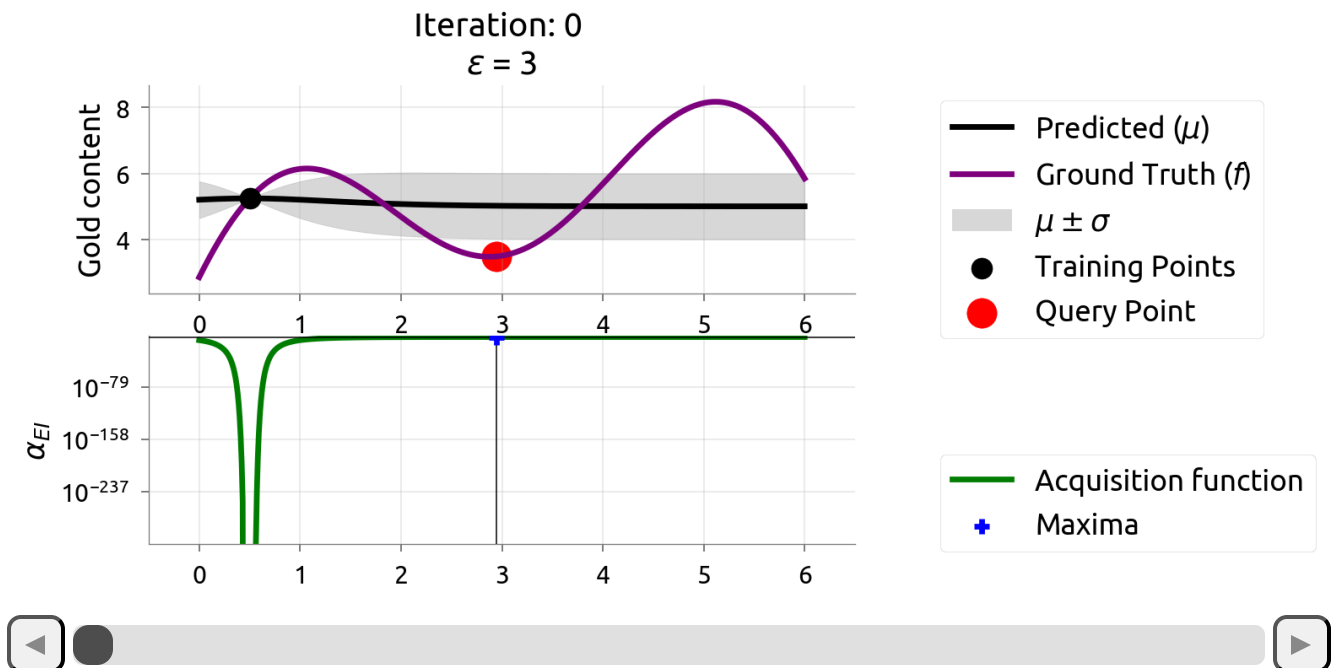 Iteration: 0
ε = 3
Gold content
8
6
4
0 1 2 3 4 5 6
Predicted (μ)
Ground Truth (f)
μ ± σ
Training Points
Query Point
α_EI
10⁻⁷⁹
10⁻¹⁵⁸
10⁻²³⁷
0 1 2 3 4 5 6
Acquisition function
Maxima